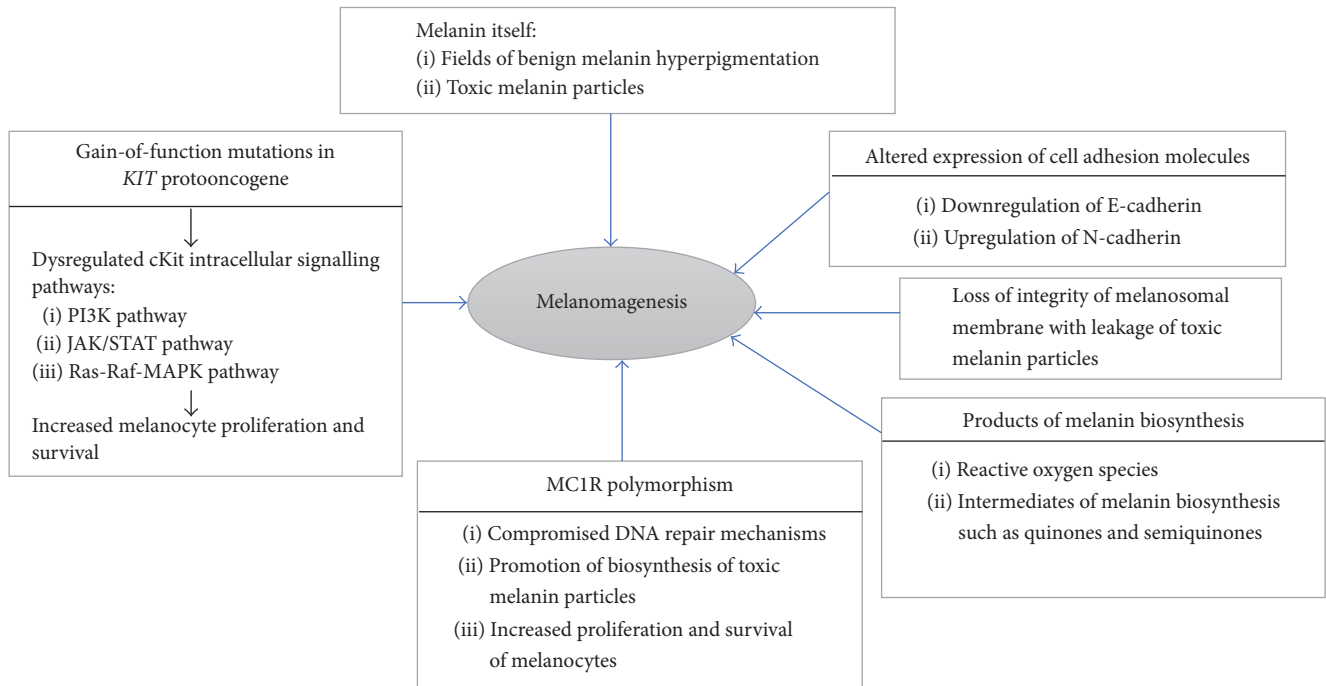 Melanin itself:
(i) Fields of benign melanin hyperpigmentation
(ii) Toxic melanin particles
Gain-of-function mutations in
KIT protooncogene
Dysregulated cKit intracellular signalling
pathways:
(i) PI3K pathway
(ii) JAK/STAT pathway
(iii) Ras-Raf-MAPK pathway
Increased melanocyte proliferation and
survival
Altered expression of cell adhesion molecules
(i) Downregulation of E-cadherin
(ii) Upregulation of N-cadherin
Melanomagenesis
Loss of integrity of melanosomal
membrane with leakage of toxic
melanin particles
Products of melanin biosynthesis
(i) Reactive oxygen species
(ii) Intermediates of melanin biosynthesis
such as quinones and semiquinones
MC1R polymorphism
(i) Compromised DNA repair mechanisms
(ii) Promotion of biosynthesis of toxic
melanin particles
(iii) Increased proliferation and survival
of melanocytes